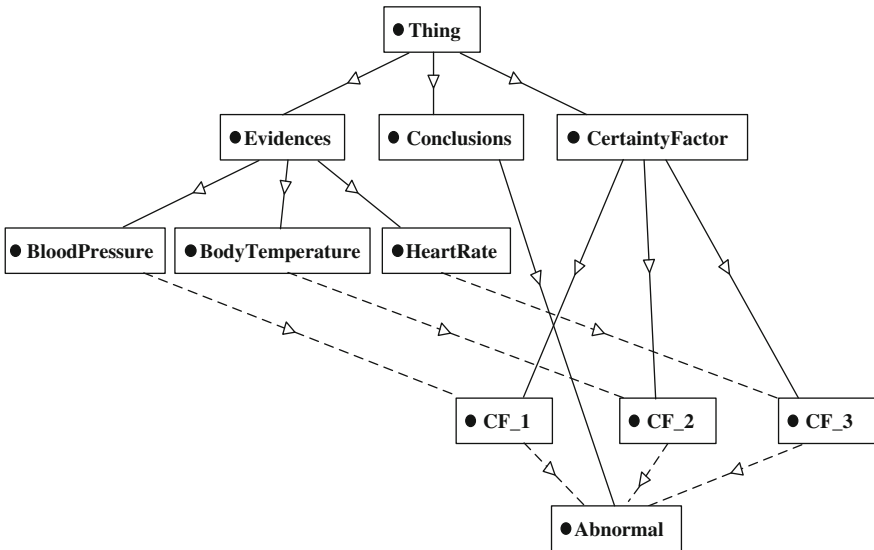 Thing
Evidences
Conclusions
CertaintyFactor
BloodPressure
BodyTemperature
HeartRate
CF_1
CF_2
CF_3
Abnormal